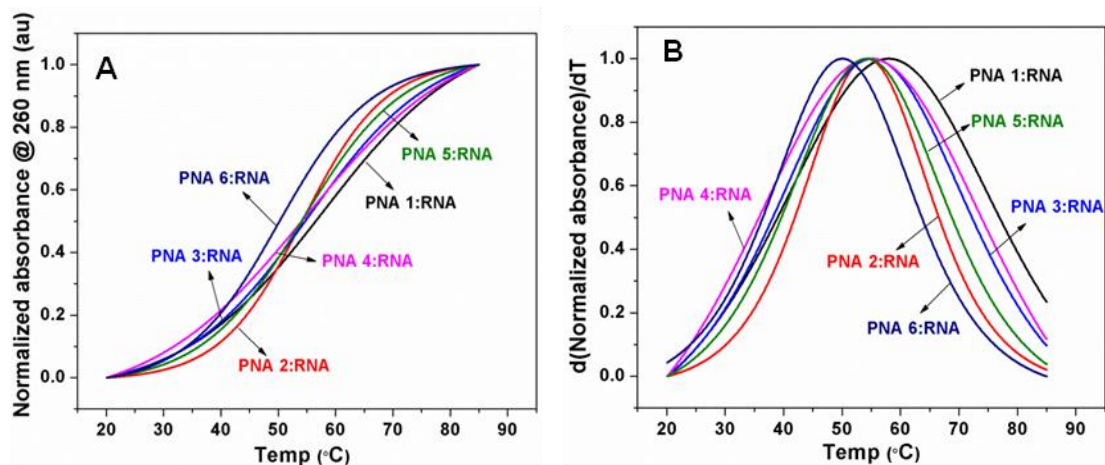 A
Normalized absorbance @ 260 nm (au)
1.0
0.8
0.6
0.4
0.2
0.0
PNA 6:RNA
PNA 5:RNA
PNA 1:RNA
PNA 3:RNA
PNA 4:RNA
PNA 2:RNA
20 30 40 50 60 70 80 90
Temp (°C)
B
d(Normalized absorbance)/dT
1.0
0.8
0.6
0.4
0.2
0.0
PNA 1:RNA
PNA 5:RNA
PNA 4:RNA
PNA 3:RNA
PNA 2:RNA
PNA 6:RNA
20 30 40 50 60 70 80 90
Temp (°C)